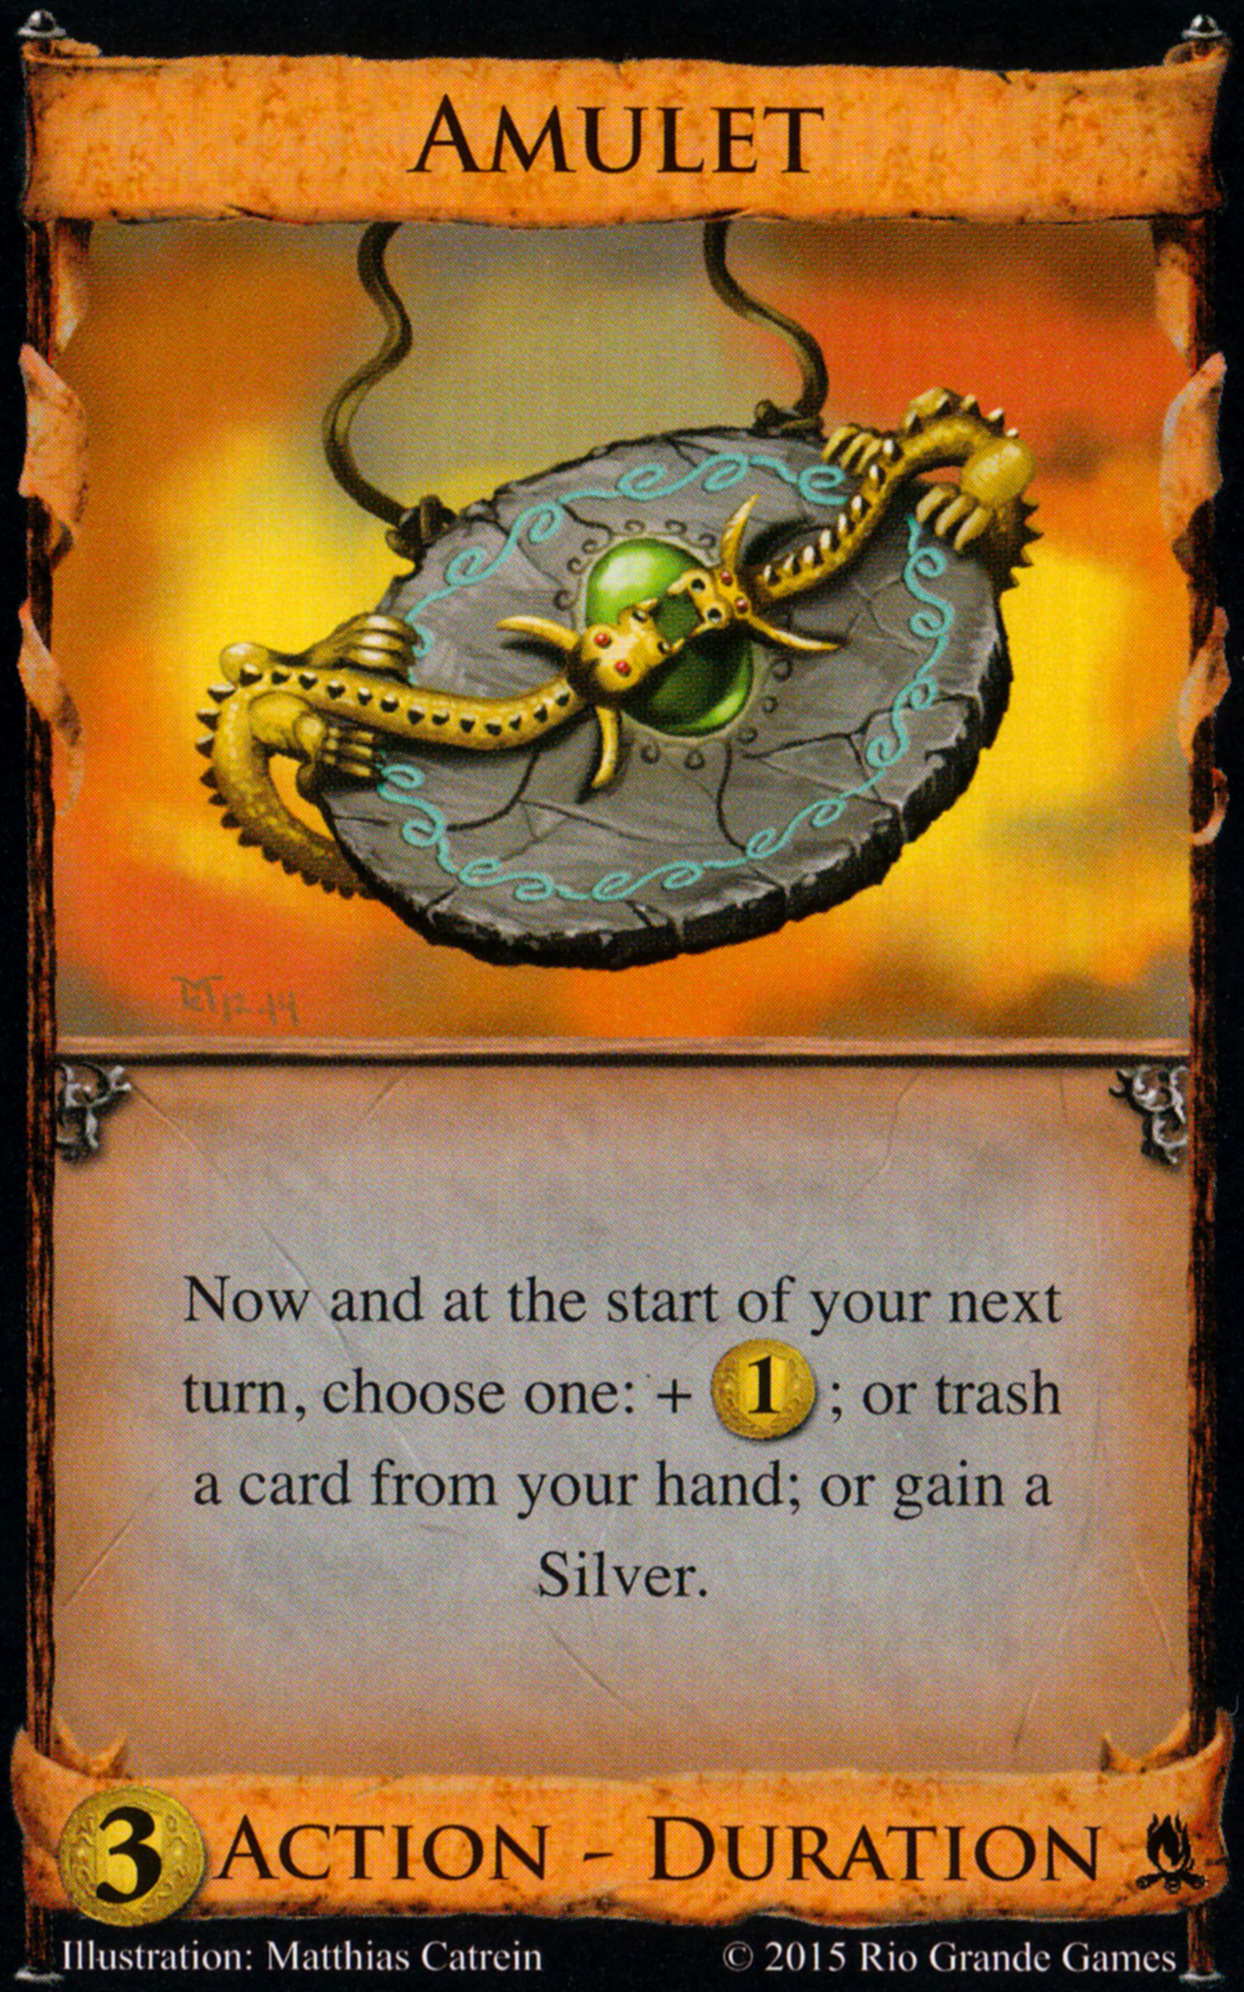 AMULET
Now and at the start of your next
turn, choose one: + 1 ; or trash
a card from your hand; or gain a
Silver.
3 ACTION - DURATION
Illustration: Matthias Catrein © 2015 Rio Grande Games